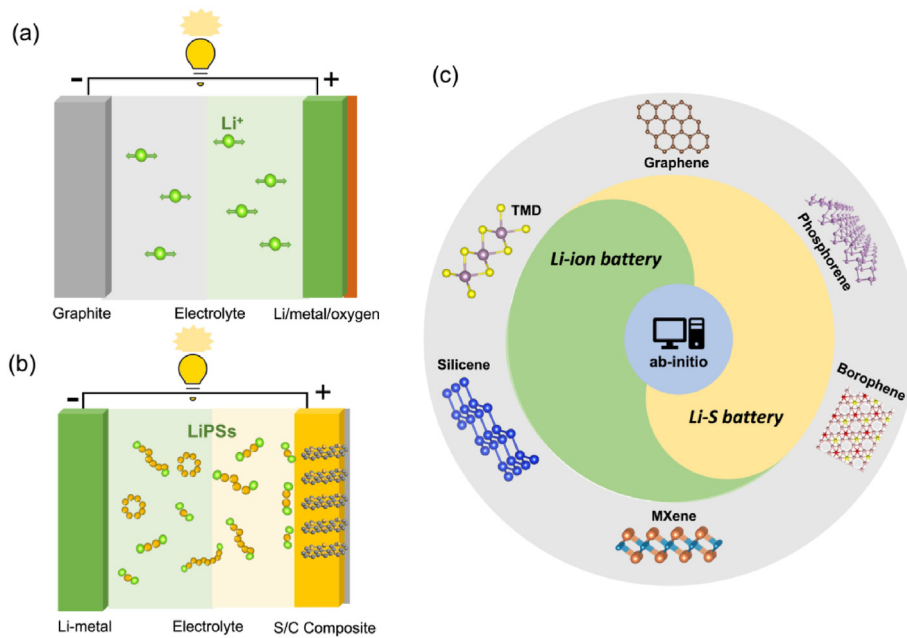 (a)
-
+
Li⁺
Graphite
Electrolyte
Li/metal/oxygen
(b)
-
+
LiPSs
Li-metal
Electrolyte
S/C Composite
(c)
Graphene
TMD
Phosphorene
Li-ion battery
ab-initio
Silicene
Borophene
Li-S battery
MXene